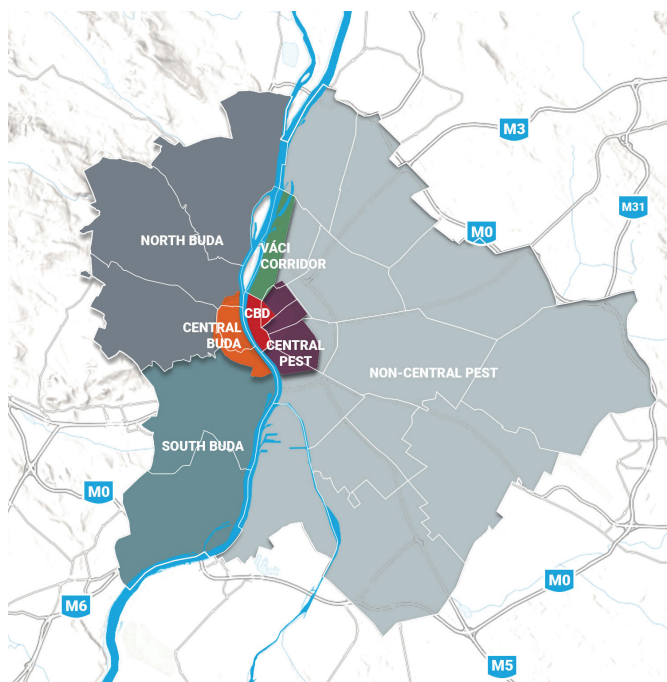 M3
M31
M0
NORTH BUDA
VÁCI
CORRIDOR
CBD
CENTRAL
BUDA
CENTRAL
PEST
NON-CENTRAL PEST
SOUTH BUDA
M0
M0
M6
M5